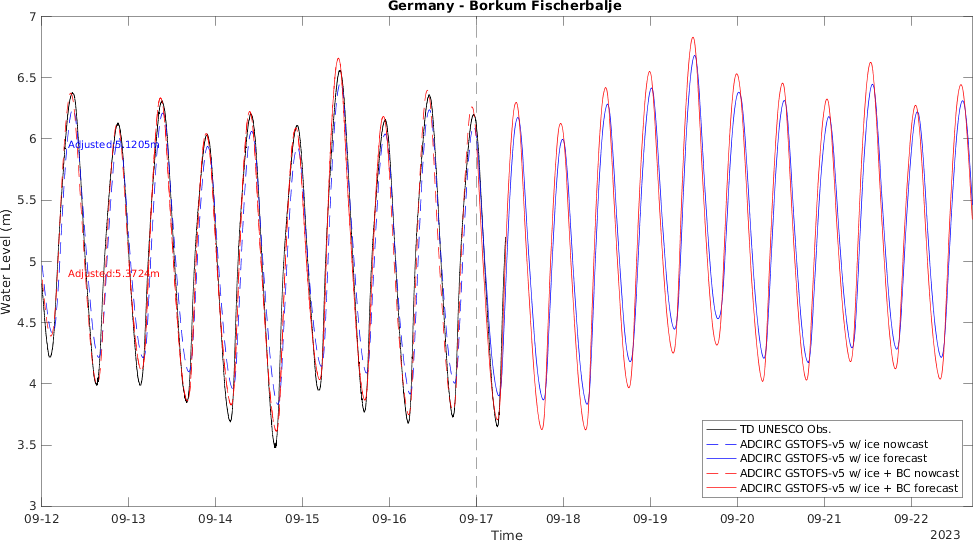 Germany - Borkum Fischerbalje
7
6.5
6
5.5
5
4.5
4
3.5
3
Water Level (m)
Adjusted:5.1205m
Adjusted:5.3724m
TD UNESCO Obs.
ADCIRC GSTOFS-v5 w/ ice nowcast
ADCIRC GSTOFS-v5 w/ ice forecast
ADCIRC GSTOFS-v5 w/ ice + BC nowcast
ADCIRC GSTOFS-v5 w/ ice + BC forecast
09-12 09-13 09-14 09-15 09-16 09-17 09-18 09-19 09-20 09-21 09-22
Time
2023